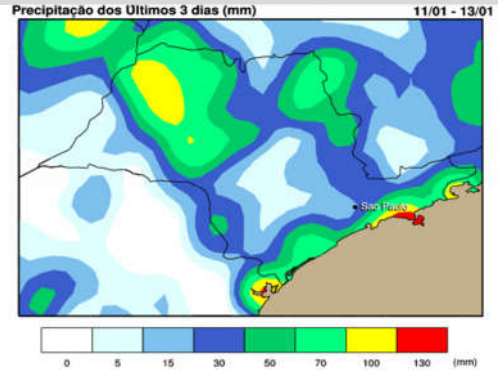 Precipitação dos Últimos 3 dias (mm) 11/01 - 13/01
Sao Paulo
0 5 15 30 50 70 100 130 (mm)